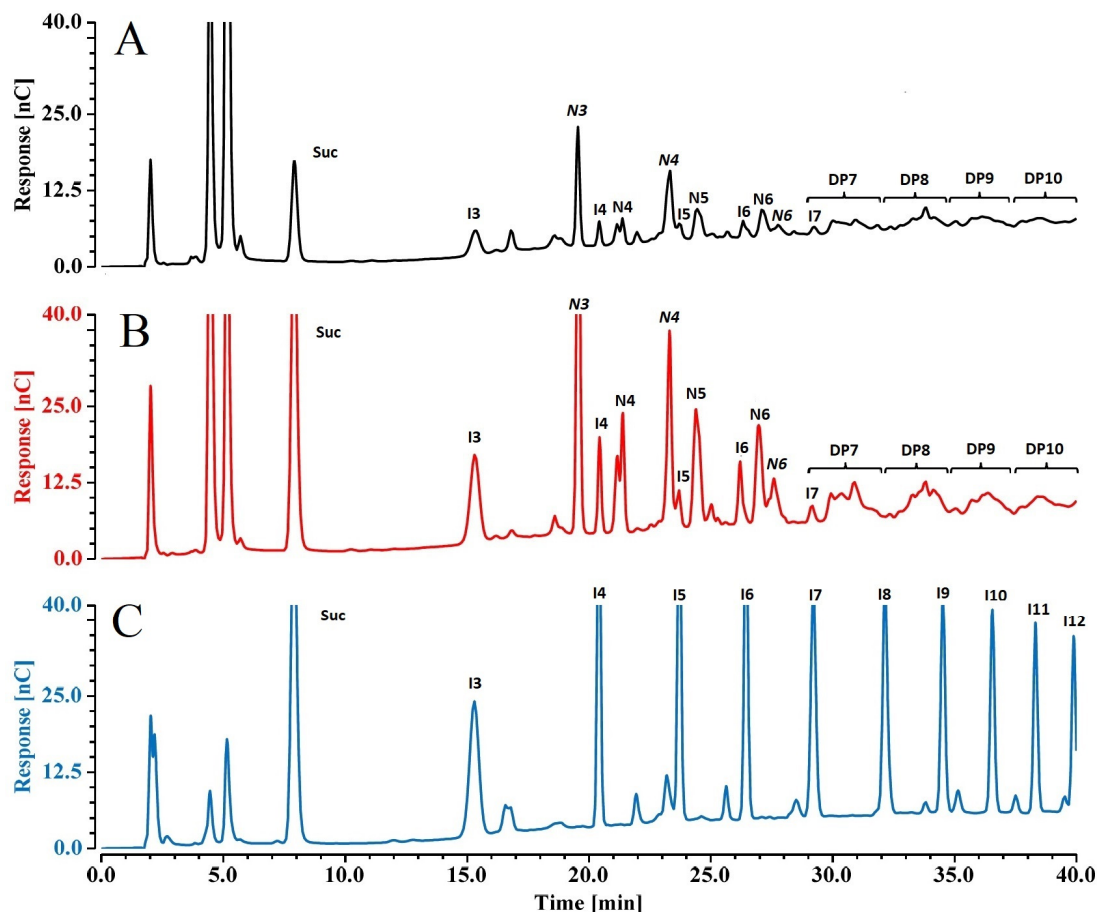 A
Response [nC]
40.0
25.0
12.5
0.0
Suc
I3
N3
I4
N4
N4
I5
N5
I6
N6
N6
I7
DP7
DP8
DP9
DP10
B
Response [nC]
40.0
25.0
12.5
0.0
Suc
I3
N3
I4
N4
N4
I5
N5
I6
N6
N6
I7
DP7
DP8
DP9
DP10
C
Response [nC]
40.0
25.0
12.5
0.0
Suc
I3
I4
I5
I6
I7
I8
I9
I10
I11
I12
0.0 5.0 10.0 15.0 20.0 25.0 30.0 35.0 40.0
Time [min]